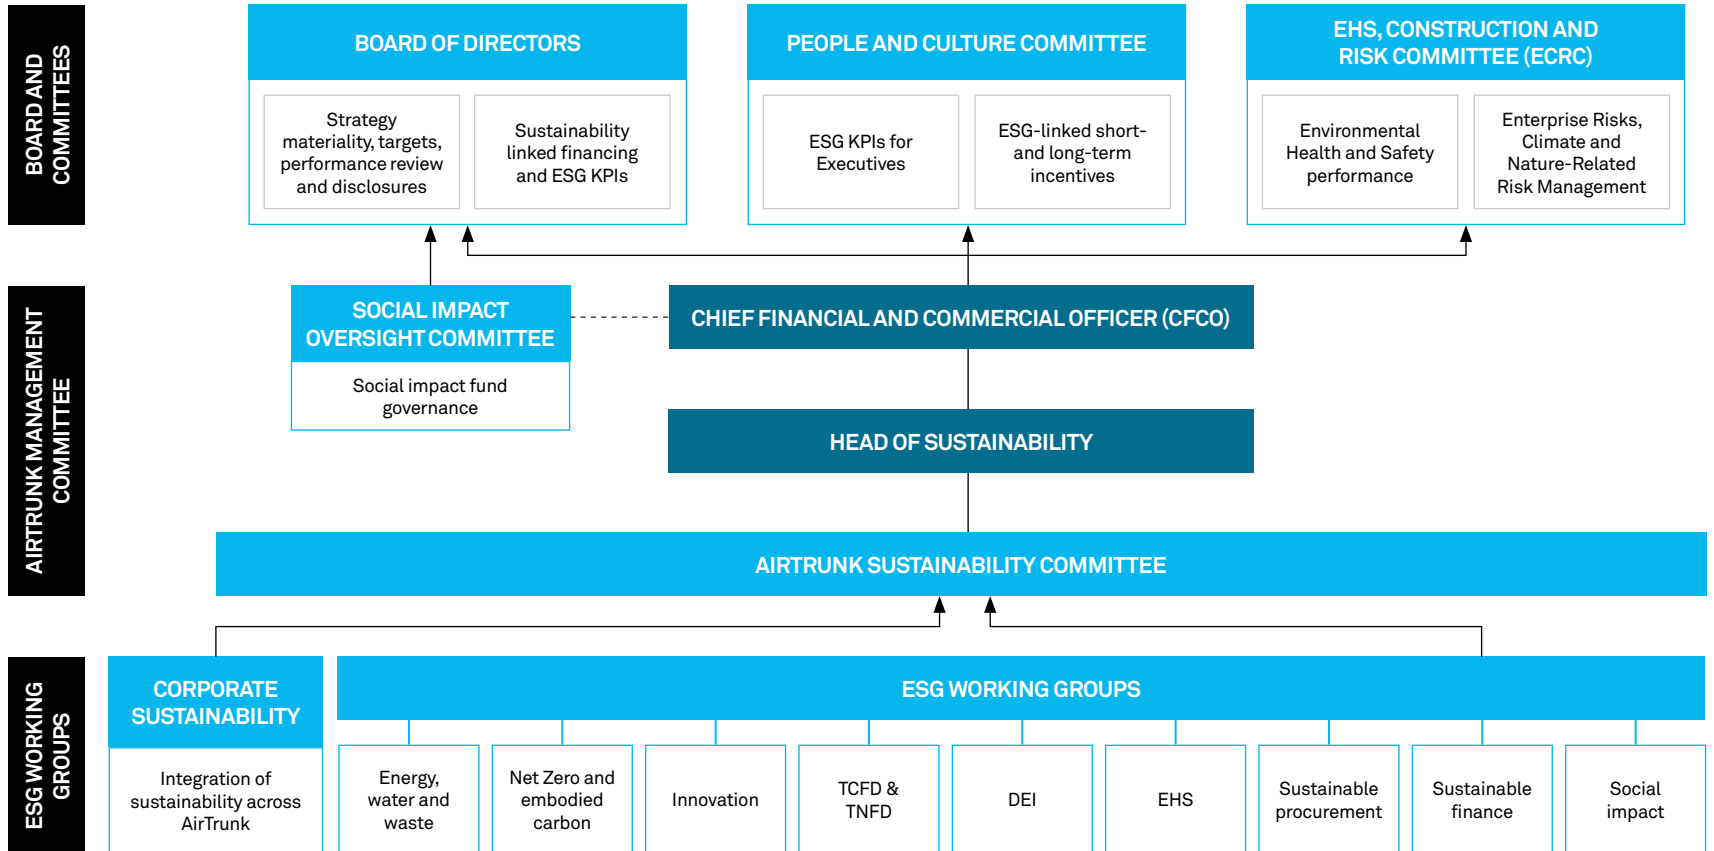 BOARD AND
COMMITTEES
BOARD OF DIRECTORS
Strategy
materiality, targets,
performance review
and disclosures
Sustainability
linked financing
and ESG KPIs
PEOPLE AND CULTURE COMMITTEE
ESG KPIs for
Executives
ESG-linked short-
and long-term
incentives
EHS, CONSTRUCTION AND
RISK COMMITTEE (ECRC)
Environmental
Health and Safety
performance
Enterprise Risks,
Climate and
Nature-Related
Risk Management
AIRTRUNK MANAGEMENT
COMMITTEE
SOCIAL IMPACT
OVERSIGHT COMMITTEE
Social impact fund
governance
CHIEF FINANCIAL AND COMMERCIAL OFFICER (CFCO)
HEAD OF SUSTAINABILITY
AIRTRUNK SUSTAINABILITY COMMITTEE
ESG WORKING
GROUPS
CORPORATE
SUSTAINABILITY
Integration of
sustainability across
AirTrunk
ESG WORKING GROUPS
Energy,
water and
waste
Net Zero and
embodied
carbon
Innovation
TCFD &
TNFD
DEI
EHS
Sustainable
procurement
Sustainable
finance
Social
impact